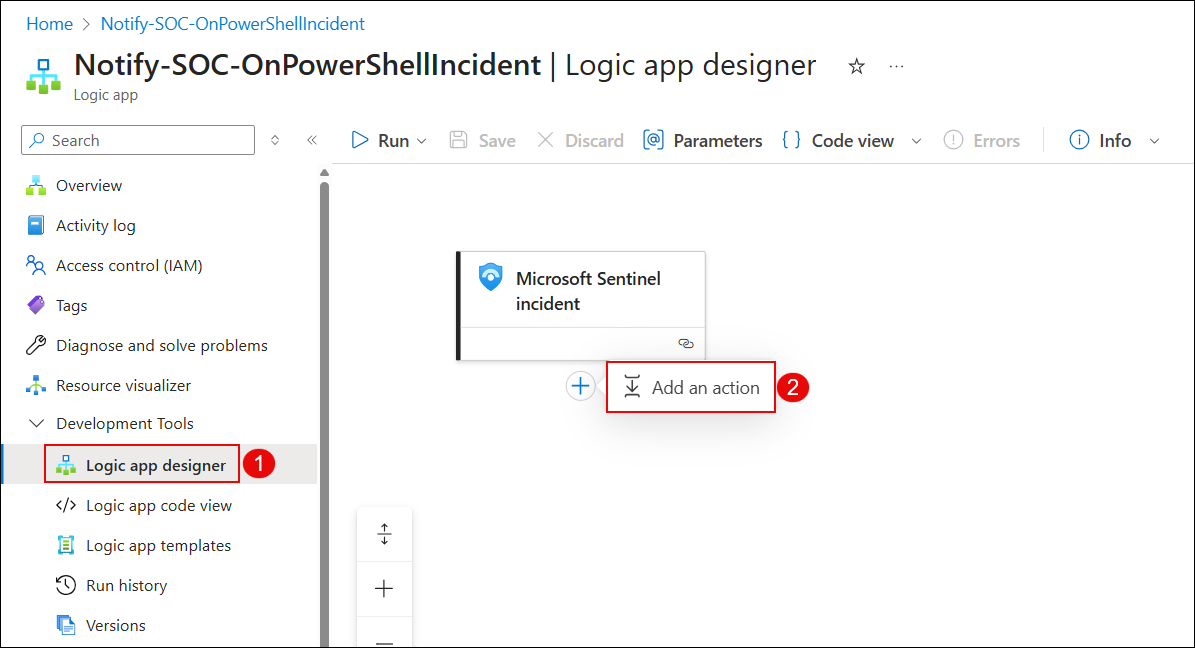 Home > Notify-SOC-OnPowerShellIncident
Notify-SOC-OnPowerShellIncident | Logic app designer
Logic app
Search
Run Save Discard Parameters Code view Errors Info
Overview
Activity log
Access control (IAM)
Tags
Diagnose and solve problems
Resource visualizer
Development Tools
Logic app designer 1
Logic app code view
Logic app templates
Run history
Versions
Microsoft Sentinel
incident
Add an action 2